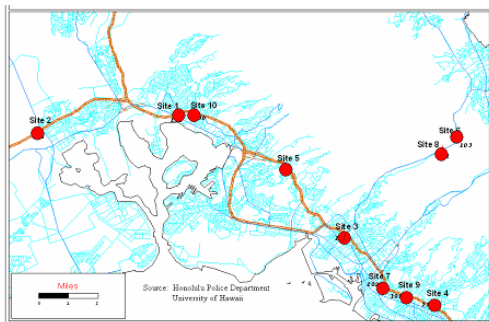 Site 1
Site 10
Site 2
Site 6
103
Site 8
Site 5
Site 3
Site 7
Site 9
Site 4
Miles
Source: Honolulu Police Department
University of Hawaii